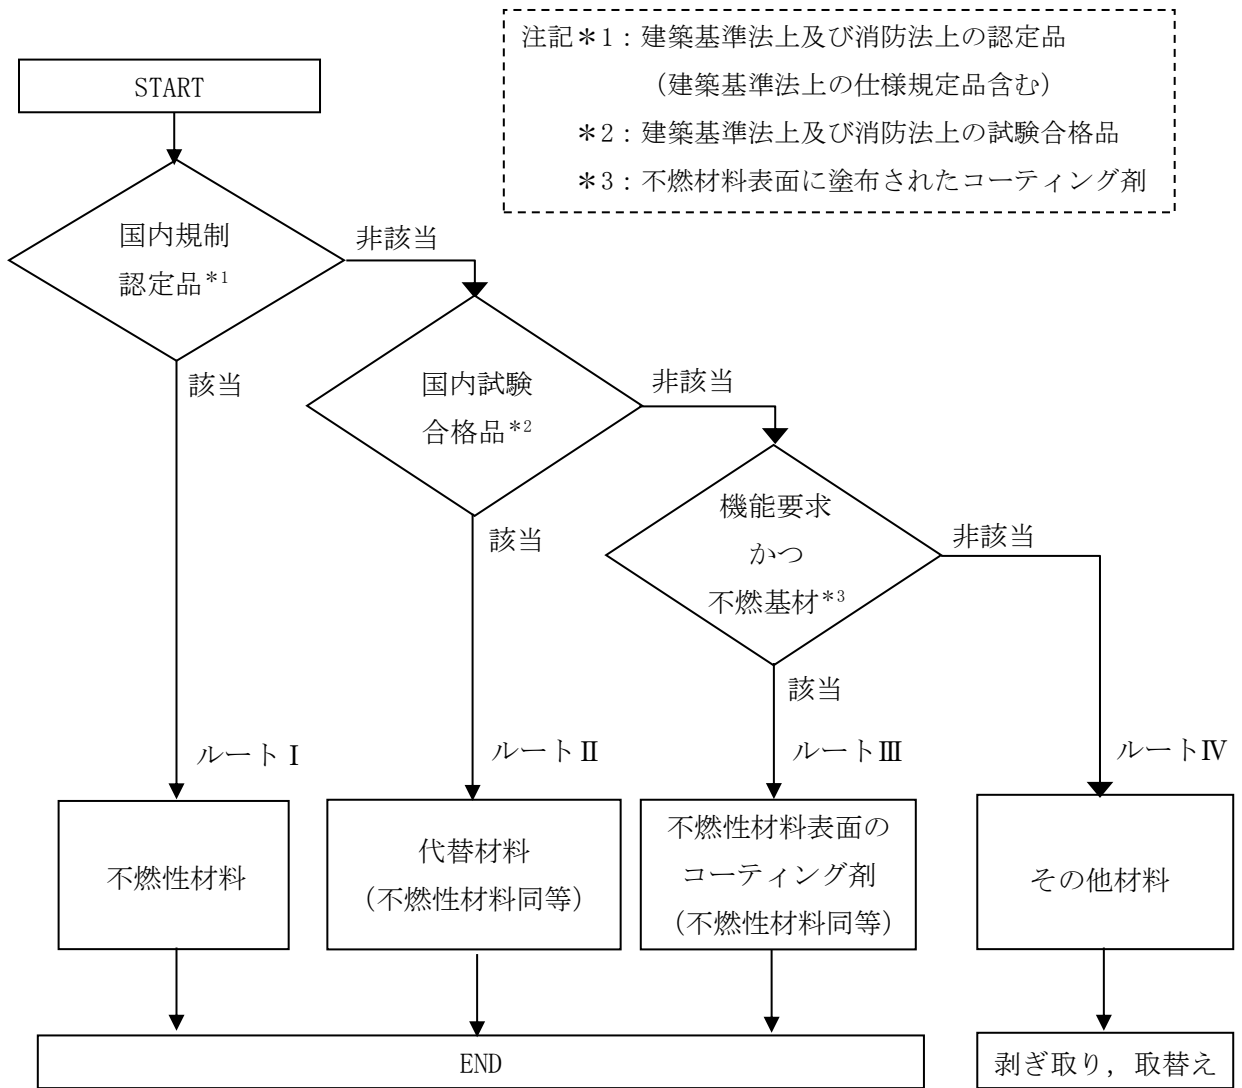 注記＊1：建築基準法上及び消防法上の認定品
（建築基準法上の仕様規定品含む）
＊2：建築基準法上及び消防法上の試験合格品
＊3：不燃材料表面に塗布されたコーティング剤
START
国内規制
認定品＊1
非該当
該当
国内試験
合格品＊2
非該当
該当
機能要求
かつ
不燃基材＊3
非該当
該当
ルートⅠ
ルートⅡ
ルートⅢ
ルートⅣ
不燃性材料
代替材料
（不燃性材料同等）
不燃性材料表面の
コーティング剤
（不燃性材料同等）
その他材料
END
剥ぎ取り，取替え